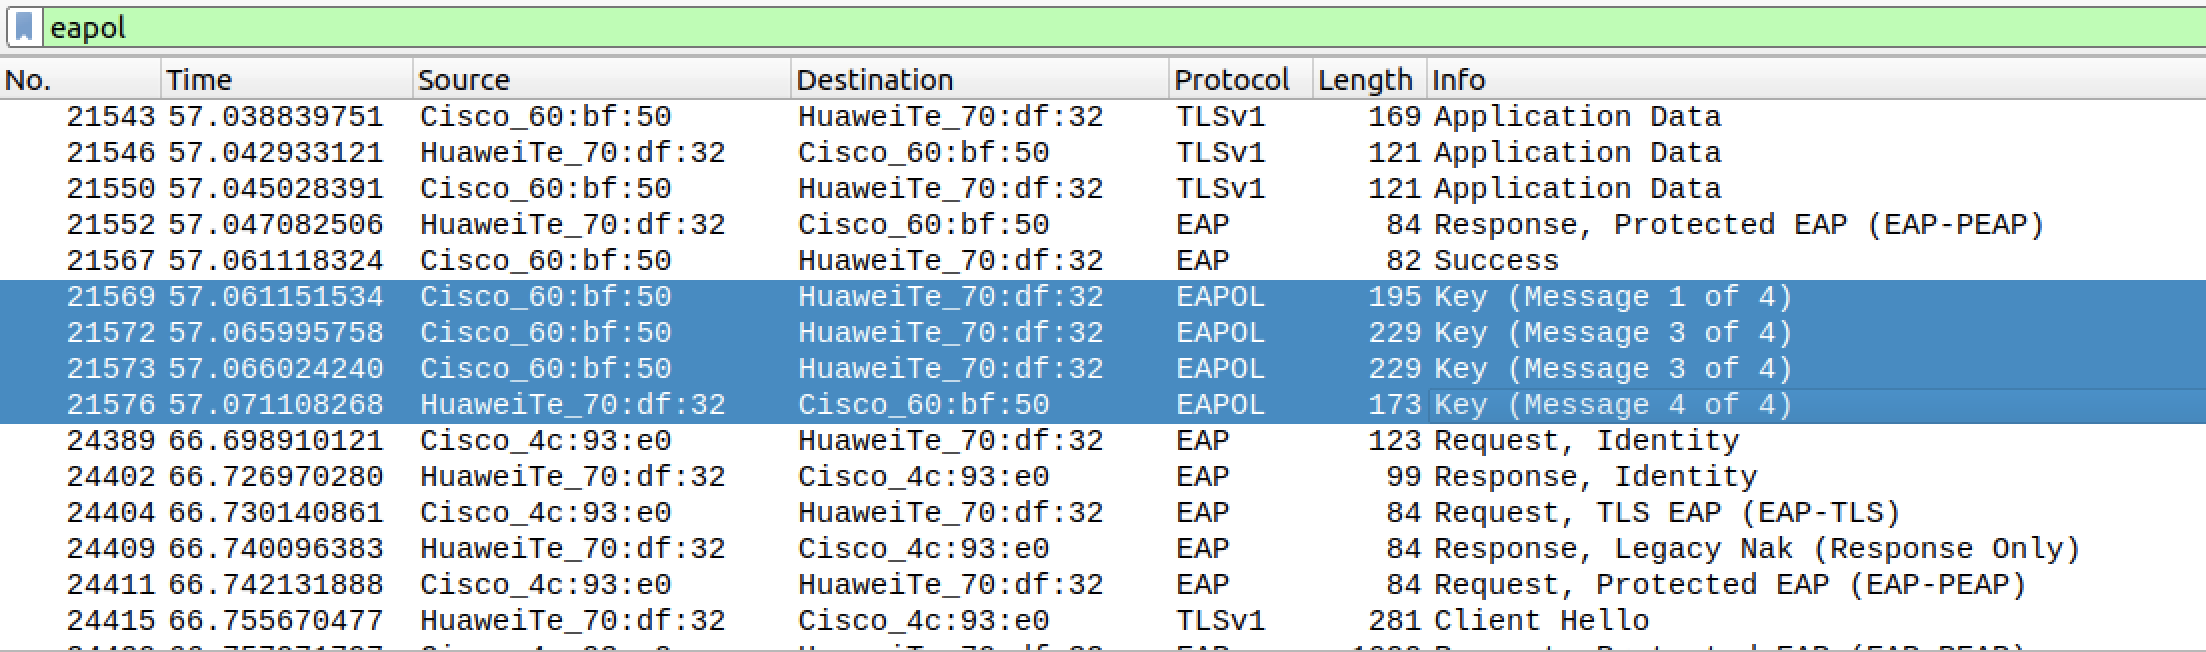 eapol
No. Time Source Destination Protocol Length Info
21543 57.038839751 Cisco_60:bf:50 HuaweiTe_70:df:32 TLSv1 169 Application Data
21546 57.042933121 HuaweiTe_70:df:32 Cisco_60:bf:50 TLSv1 121 Application Data
21550 57.045028391 Cisco_60:bf:50 HuaweiTe_70:df:32 TLSv1 121 Application Data
21552 57.047082506 HuaweiTe_70:df:32 Cisco_60:bf:50 EAP 84 Response, Protected EAP (EAP-PEAP)
21567 57.061118324 Cisco_60:bf:50 HuaweiTe_70:df:32 EAP 82 Success
21569 57.061151534 Cisco_60:bf:50 HuaweiTe_70:df:32 EAPOL 195 Key (Message 1 of 4)
21572 57.065995758 Cisco_60:bf:50 HuaweiTe_70:df:32 EAPOL 229 Key (Message 3 of 4)
21573 57.066024240 Cisco_60:bf:50 HuaweiTe_70:df:32 EAPOL 229 Key (Message 3 of 4)
21576 57.071108268 HuaweiTe_70:df:32 Cisco_60:bf:50 EAPOL 173 Key (Message 4 of 4)
24389 66.698910121 Cisco_4c:93:e0 HuaweiTe_70:df:32 EAP 123 Request, Identity
24402 66.726970280 HuaweiTe_70:df:32 Cisco_4c:93:e0 EAP 99 Response, Identity
24404 66.730140861 Cisco_4c:93:e0 HuaweiTe_70:df:32 EAP 84 Request, TLS EAP (EAP-TLS)
24409 66.740096383 HuaweiTe_70:df:32 Cisco_4c:93:e0 EAP 84 Response, Legacy Nak (Response Only)
24411 66.742131888 Cisco_4c:93:e0 HuaweiTe_70:df:32 EAP 84 Request, Protected EAP (EAP-PEAP)
24415 66.755670477 HuaweiTe_70:df:32 Cisco_4c:93:e0 TLSv1 281 Client Hello